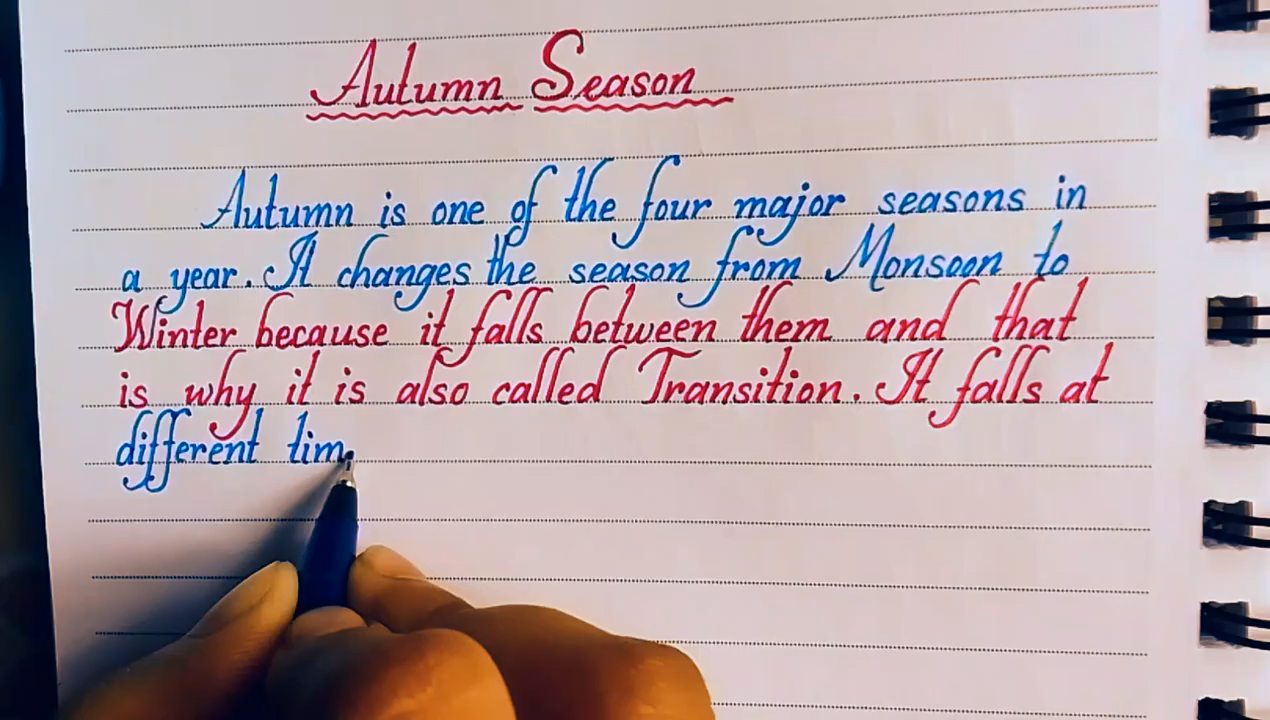 Autumn Season
Autumn is one of the four major seasons in
a year. It changes the season from Monsoon to
Winter because it falls between them and that
is why it is also called Transition. It falls at
different tim